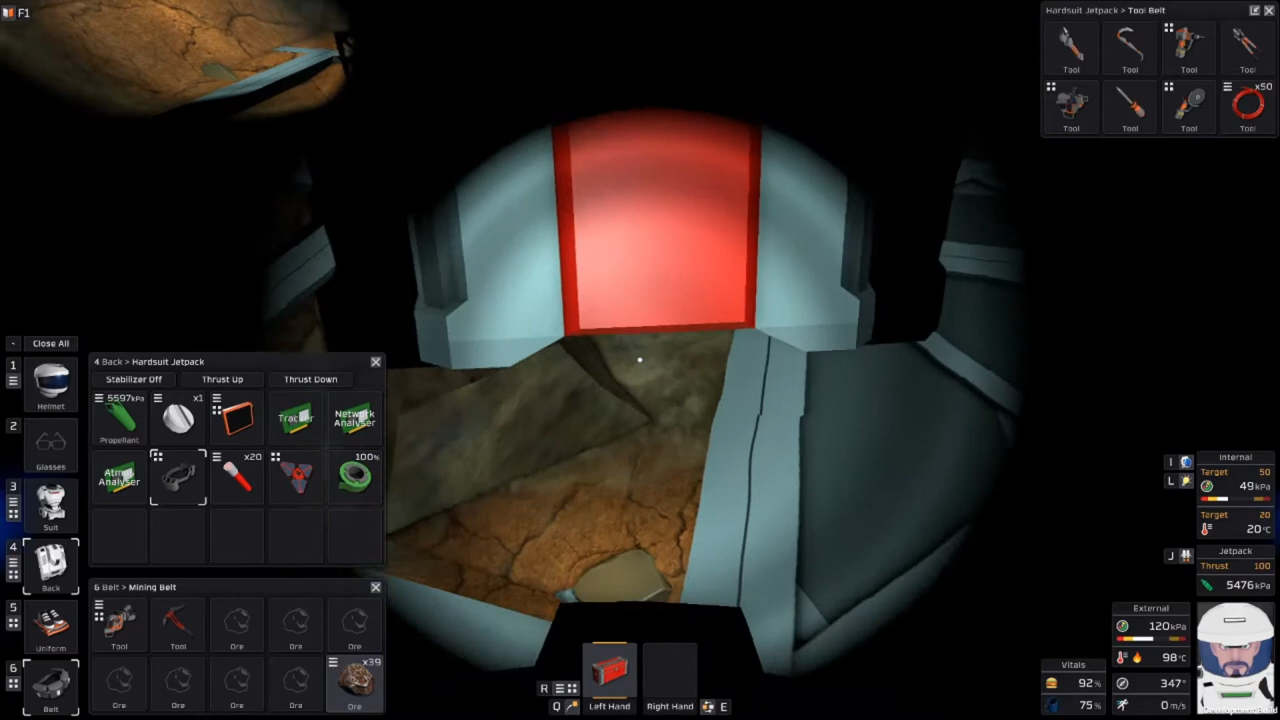 F1
Hardsuit Jetpack > Tool Belt
Tool Tool Tool Tool
x50
Tool Tool Tool Tool
Close All
1
Helmet
2
Glasses
3
Suit
4
Back
5
Uniform
6
Belt
4 Back > Hardsuit Jetpack
Stabilizer Off Thrust Up Thrust Down
5597kPa x1
Propellant Tracker Network Analyser
Atmos Analyser x20 100%
6 Belt > Mining Belt
Tool Tool Ore Ore Ore
x39
Ore Ore Ore Ore Ore
R
Q Left Hand Right Hand E
Internal
I Target 50
L 49kPa
Target 20
20°C
Jetpack
J Thrust 100
5476kPa
External
120kPa
98°C
Vitals
92%
347°
75%
0m/s
Development Build